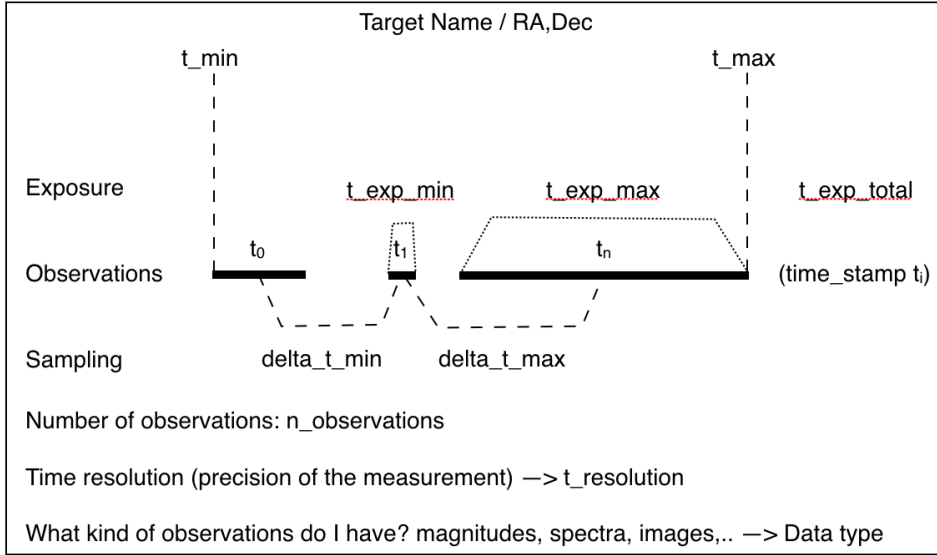 Target Name / RA,Dec
t_min t_max
Exposure t_exp_min t_exp_max t_exp_total
t₀ t₁ tₙ
Observations (time_stamp tᵢ)
Sampling delta_t_min delta_t_max
Number of observations: n_observations
Time resolution (precision of the measurement) —> t_resolution
What kind of observations do I have? magnitudes, spectra, images,.. —> Data type